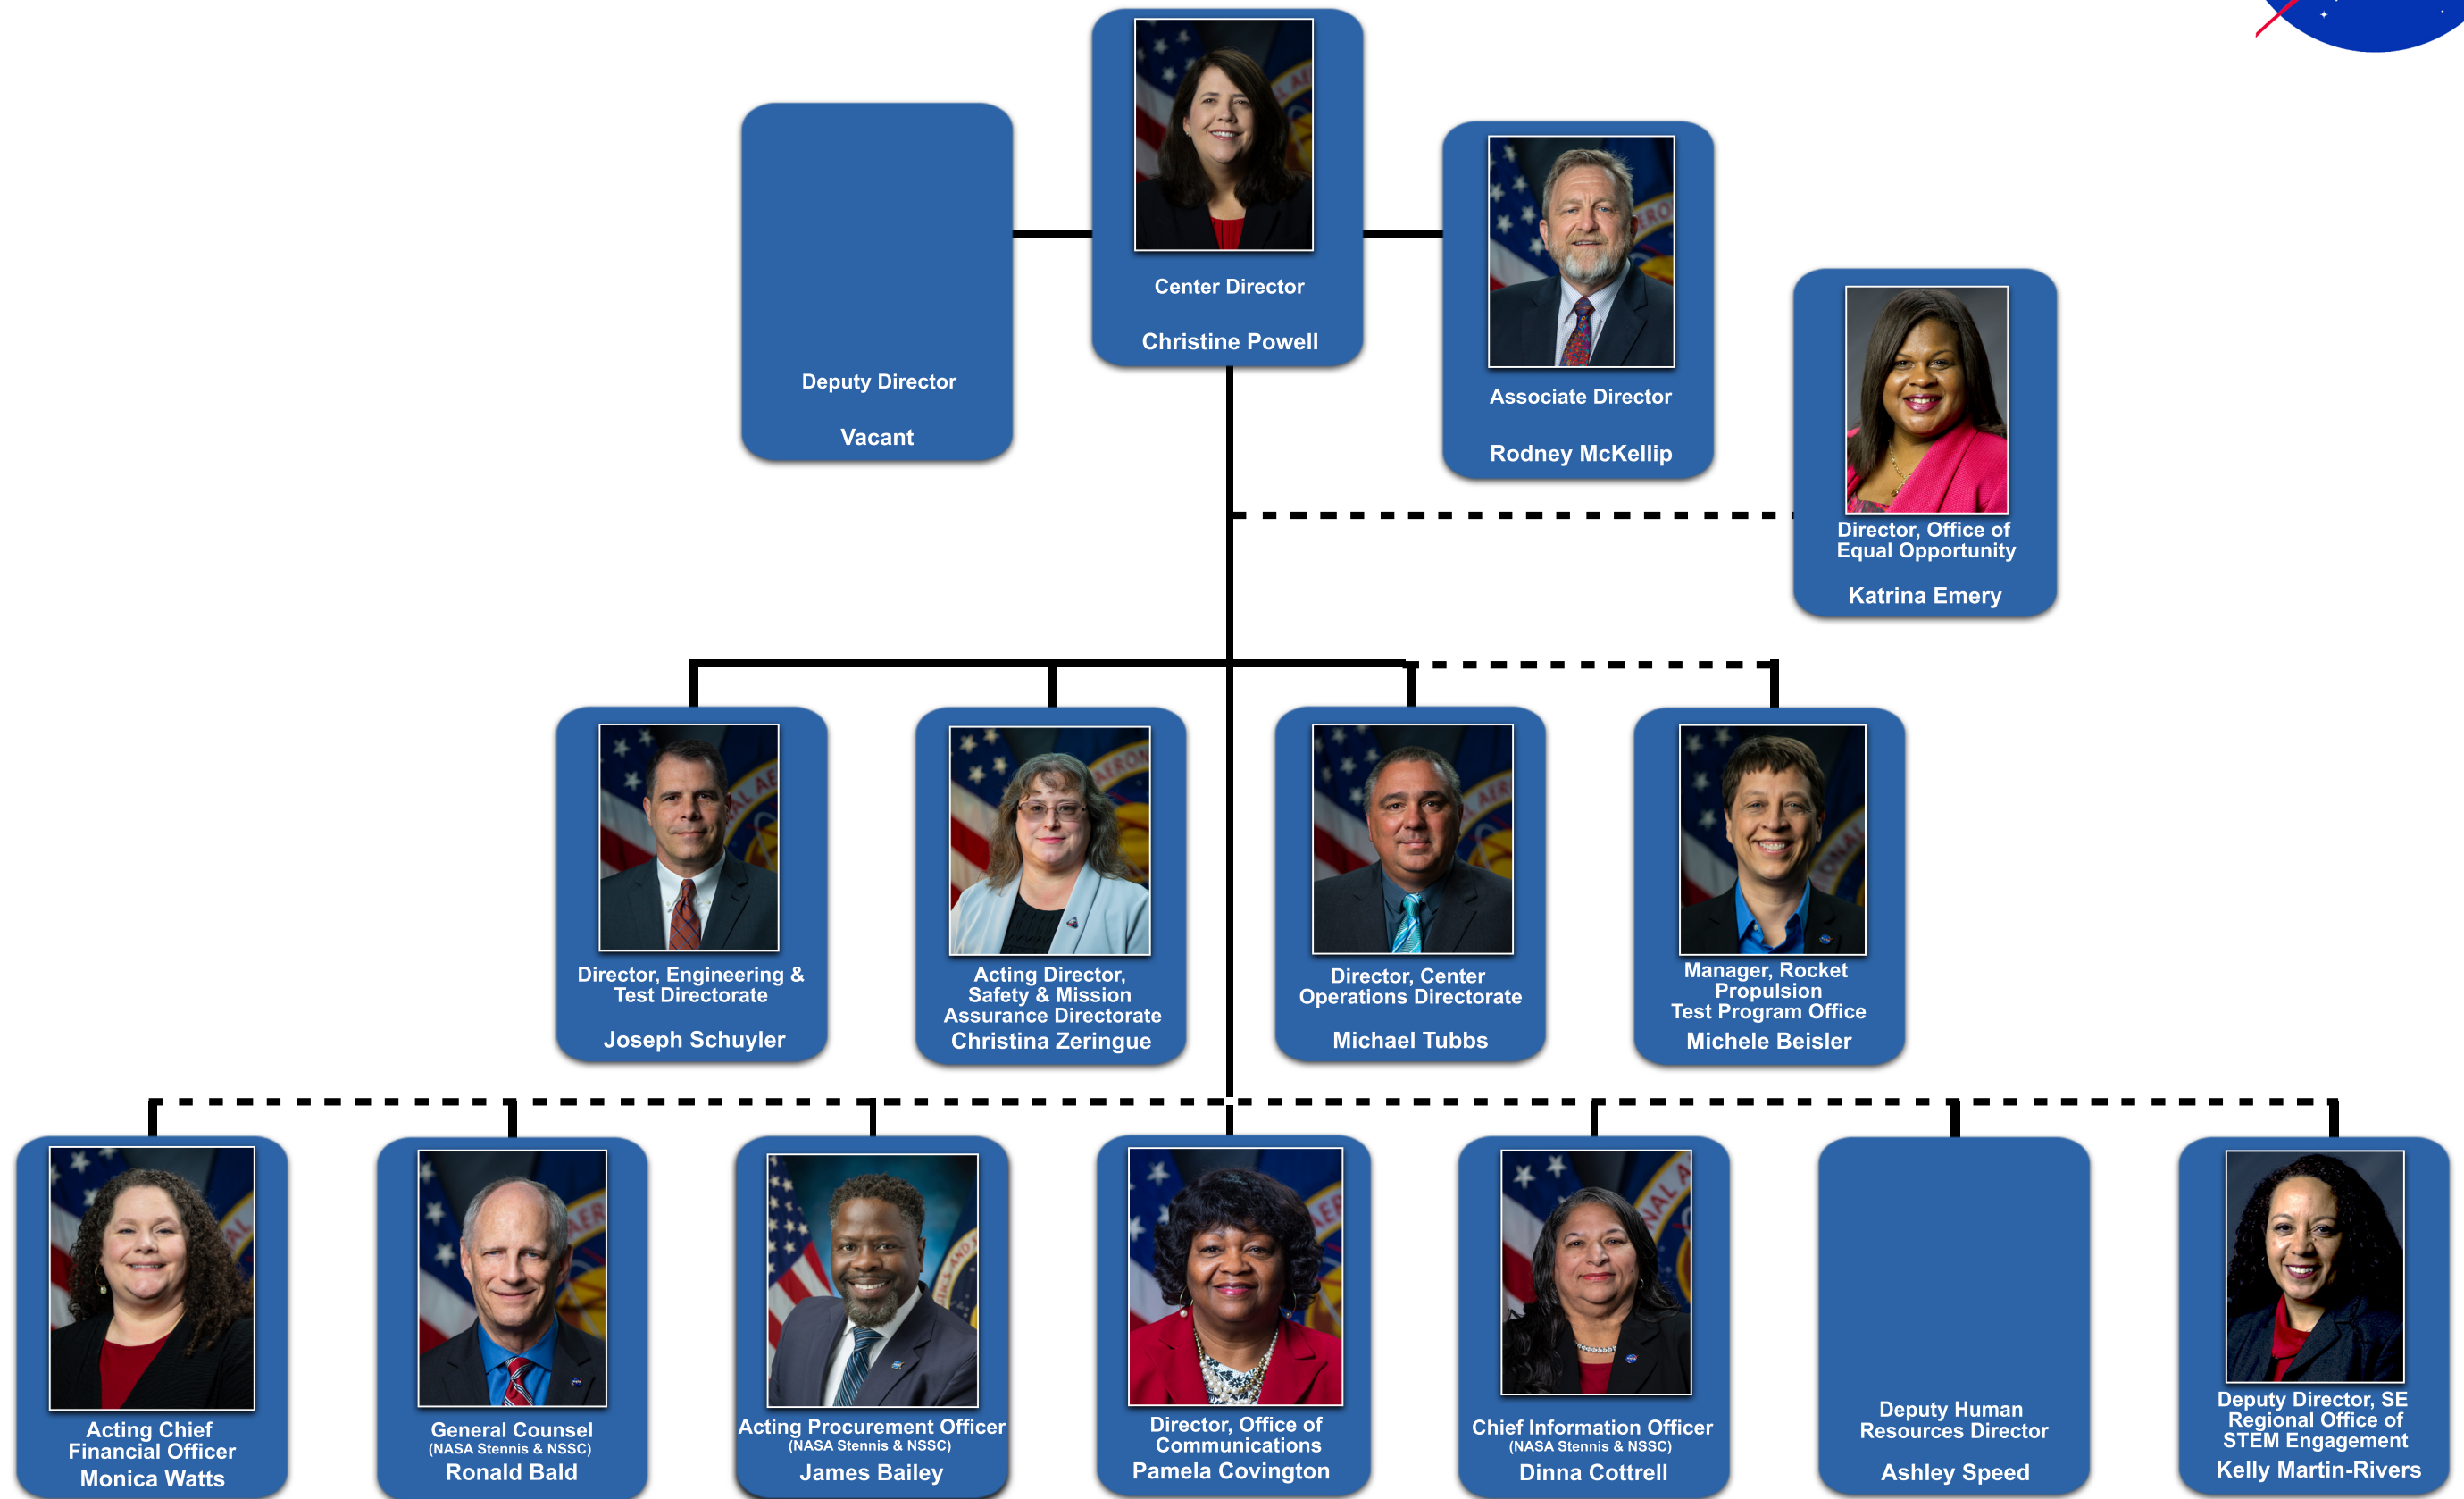 Center Director
Christine Powell
Deputy Director
Vacant
Associate Director
Rodney McKellip
Director, Office of
Equal Opportunity
Katrina Emery
Director, Engineering &
Test Directorate
Joseph Schuyler
Acting Director,
Safety & Mission
Assurance Directorate
Christina Zeringue
Director, Center
Operations Directorate
Michael Tubbs
Manager, Rocket
Propulsion
Test Program Office
Michele Beisler
Acting Chief
Financial Officer
Monica Watts
General Counsel
(NASA Stennis & NSSC)
Ronald Bald
Acting Procurement Officer
(NASA Stennis & NSSC)
James Bailey
Director, Office of
Communications
Pamela Covington
Chief Information Officer
(NASA Stennis & NSSC)
Dinna Cottrell
Deputy Human
Resources Director
Ashley Speed
Deputy Director, SE
Regional Office of
STEM Engagement
Kelly Martin-Rivers